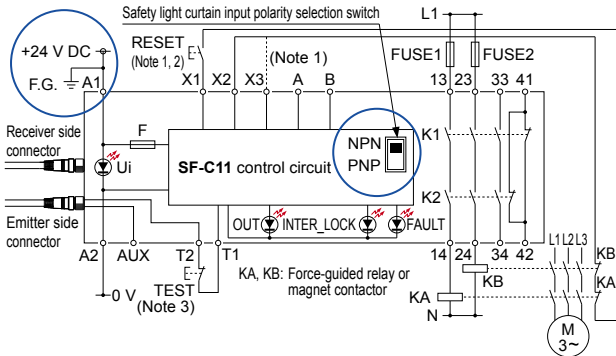 Safety light curtain input polarity selection switch
L1
+24 V DC
RESET
(Note 1, 2)
(Note 1)
FUSE1
FUSE2
F.G.
A1
X1
X2
X3
A
B
13
23
33
41
Receiver side
connector
F
Ui
SF-C11 control circuit
NPN
PNP
K1
K2
Emitter side
connector
OUT
INTER_LOCK
FAULT
A2
AUX
T2
T1
14
24
34
42
0 V
TEST
(Note 3)
KA, KB: Force-guided relay or
magnet contactor
KB
KA
N
L1
L2
L3
KB
KA
M
3~